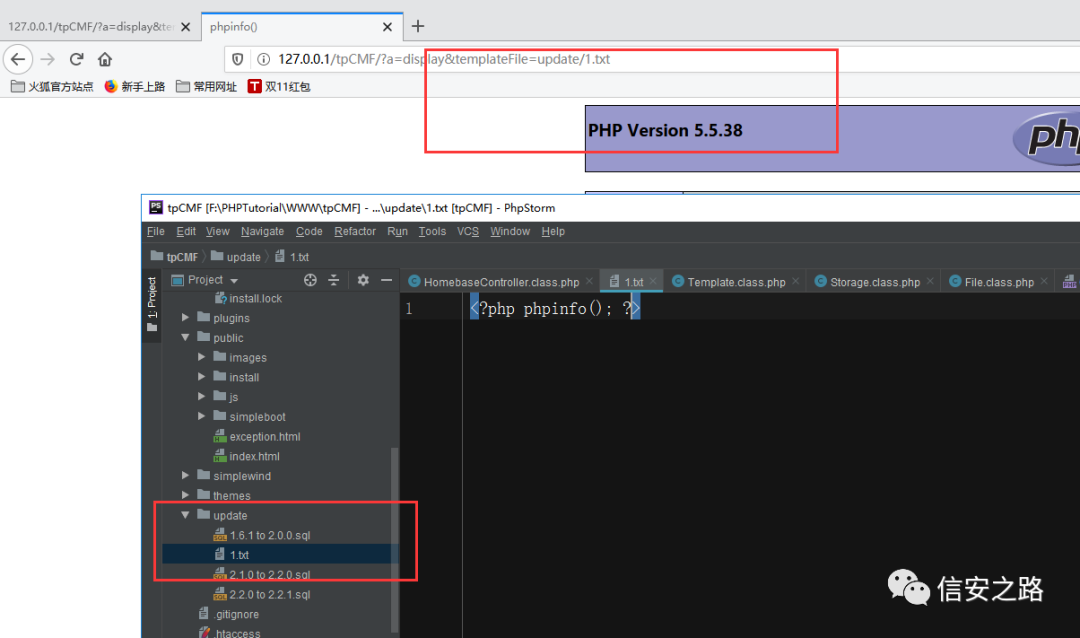 127.0.0.1/tpCMF/?a=display&te
phpinfo()
127.0.0.1/tpCMF/?a=display&templateFile=update/1.txt
火狐官方站点 新手上路 常用网址 T 双11红包
PHP Version 5.5.38
php
PS tpCMF [F:\PHPTutorial\WWW\tpCMF] - ...\update\1.txt [tpCMF] - PhpStorm
File Edit View Navigate Code Refactor Run Tools VCS Window Help
tpCMF update 1.txt
1: Project
Project
HomebaseController.class.php 1.txt Template.class.php Storage.class.php File.class.php
install.lock
plugins
public
images
install
js
simpleboot
exception.html
index.html
simplewind
themes
update
1.6.1 to 2.0.0.sql
1.txt
2.1.0 to 2.2.0.sql
2.2.0 to 2.2.1.sql
.gitignore
.htaccess
1 <?php phpinfo(); ?>
信安之路